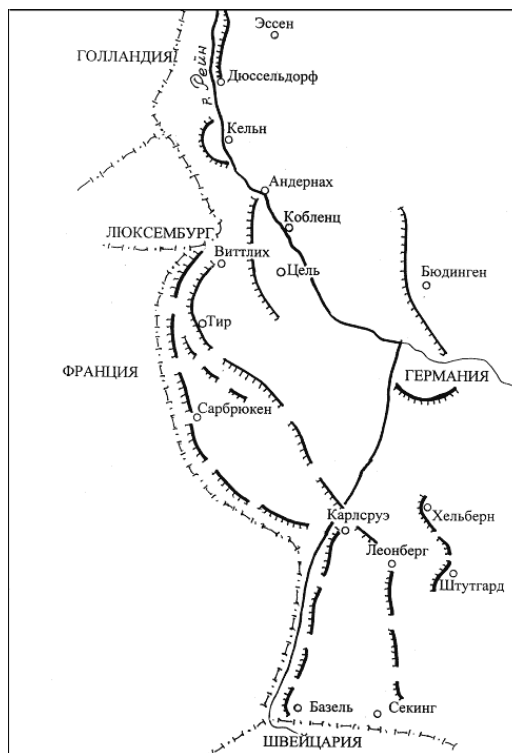 Эссен
ГОЛЛАНДИЯ
р. Рейн
Дюссельдорф
Кельн
Андернах
Кобленц
ЛЮКСЕМБУРГ
Виттлих
Цель
Бюдинген
Тир
ФРАНЦИЯ
ГЕРМАНИЯ
Сарбрюкен
Карлсруэ
Хельберн
Леонберг
Штутгард
Базель
Секинг
ШВЕЙЦАРИЯ